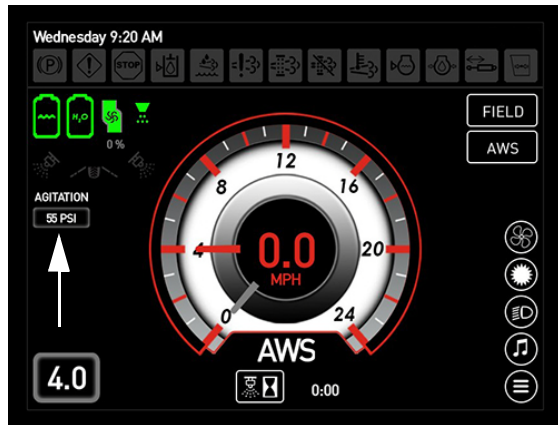 Wednesday 9:20 AM
P
STOP
H₂O
0 %
FIELD
AWS
AGITATION
55 PSI
12
8
16
4
20
0
24
0.0
MPH
AWS
4.0
0:00